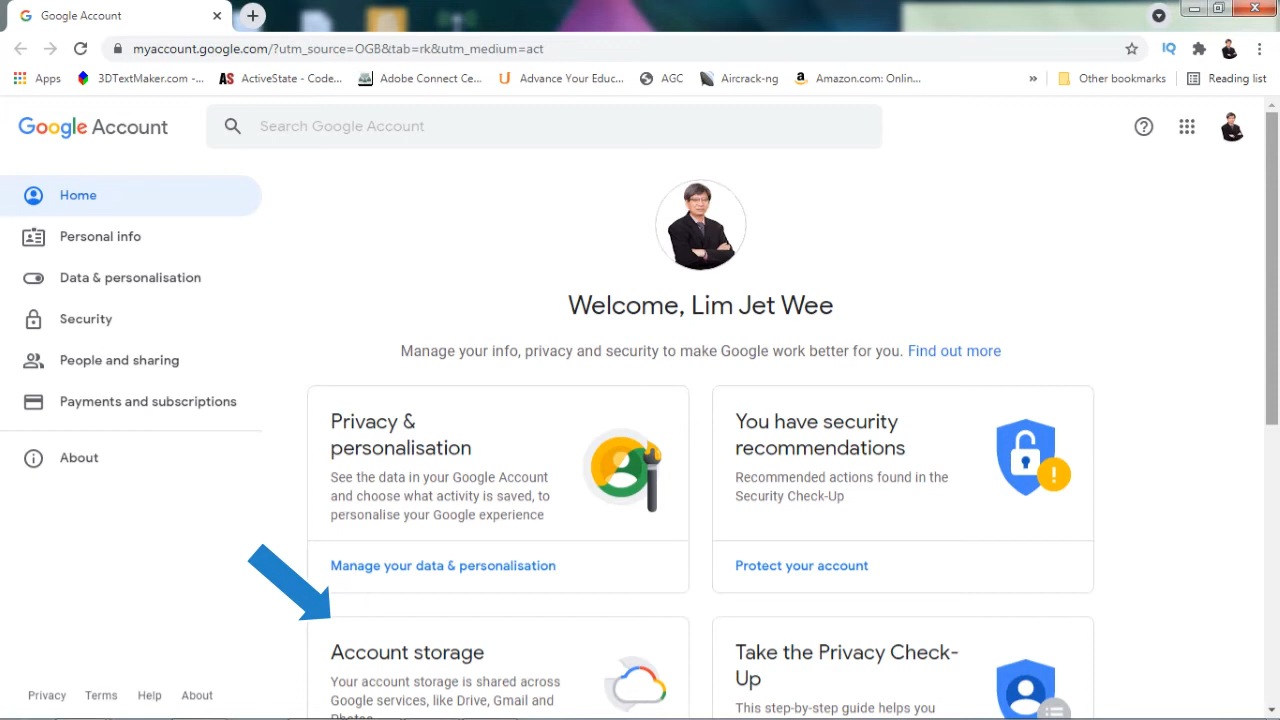 Google Account
myaccount.google.com/?utm_source=OGB&tab=rk&utm_medium=act
IQ
Apps
3DTextMaker.com -...
AS ActiveState - Code...
Adobe Connect Ce...
U Advance Your Educ...
AGC
Aircrack-ng
a Amazon.com: Onlin...
»
Other bookmarks
Reading list
Google Account
Search Google Account
Home
Personal info
Data & personalisation
Security
People and sharing
Payments and subscriptions
About
Welcome, Lim Jet Wee
Manage your info, privacy and security to make Google work better for you. Find out more
Privacy &
personalisation
See the data in your Google Account
and choose what activity is saved, to
personalise your Google experience
Manage your data & personalisation
You have security
recommendations
Recommended actions found in the
Security Check-Up
Protect your account
Account storage
Your account storage is shared across
Google services, like Drive, Gmail and
Photos
Take the Privacy Check-
Up
This step-by-step guide helps you
Privacy Terms Help About